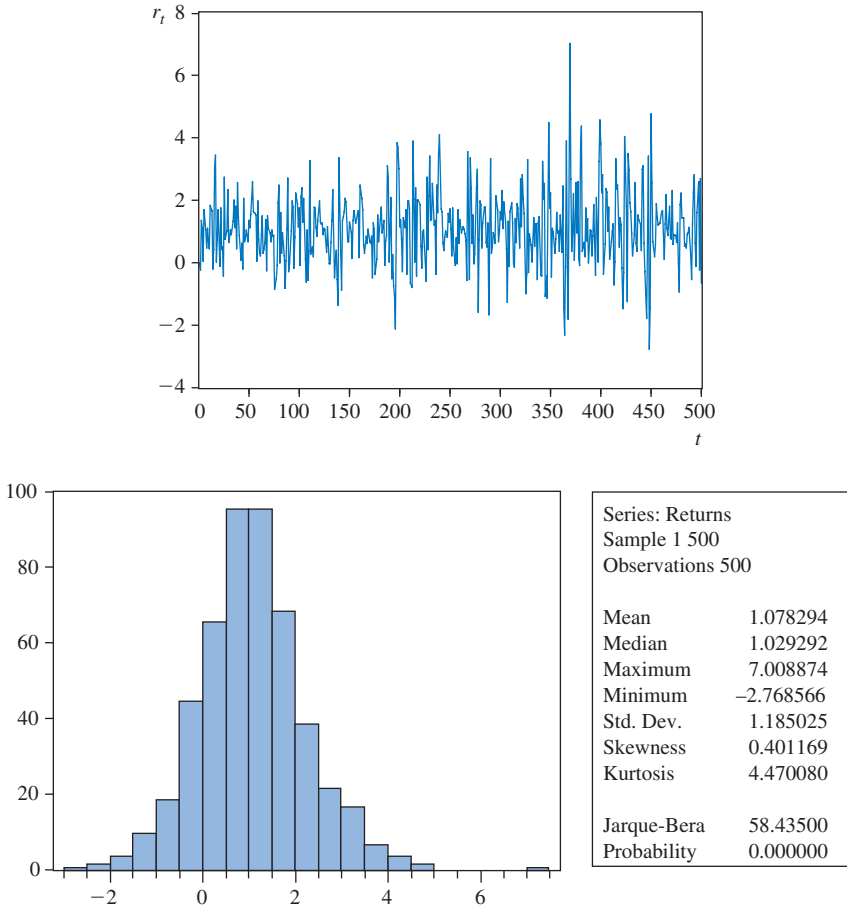 r_t
8
6
4
2
0
−2
−4
0 50 100 150 200 250 300 350 400 450 500
t
100
80
60
40
20
0
−2 0 2 4 6
Series: Returns
Sample 1 500
Observations 500
Mean 1.078294
Median 1.029292
Maximum 7.008874
Minimum −2.768566
Std. Dev. 1.185025
Skewness 0.401169
Kurtosis 4.470080
Jarque-Bera 58.43500
Probability 0.000000